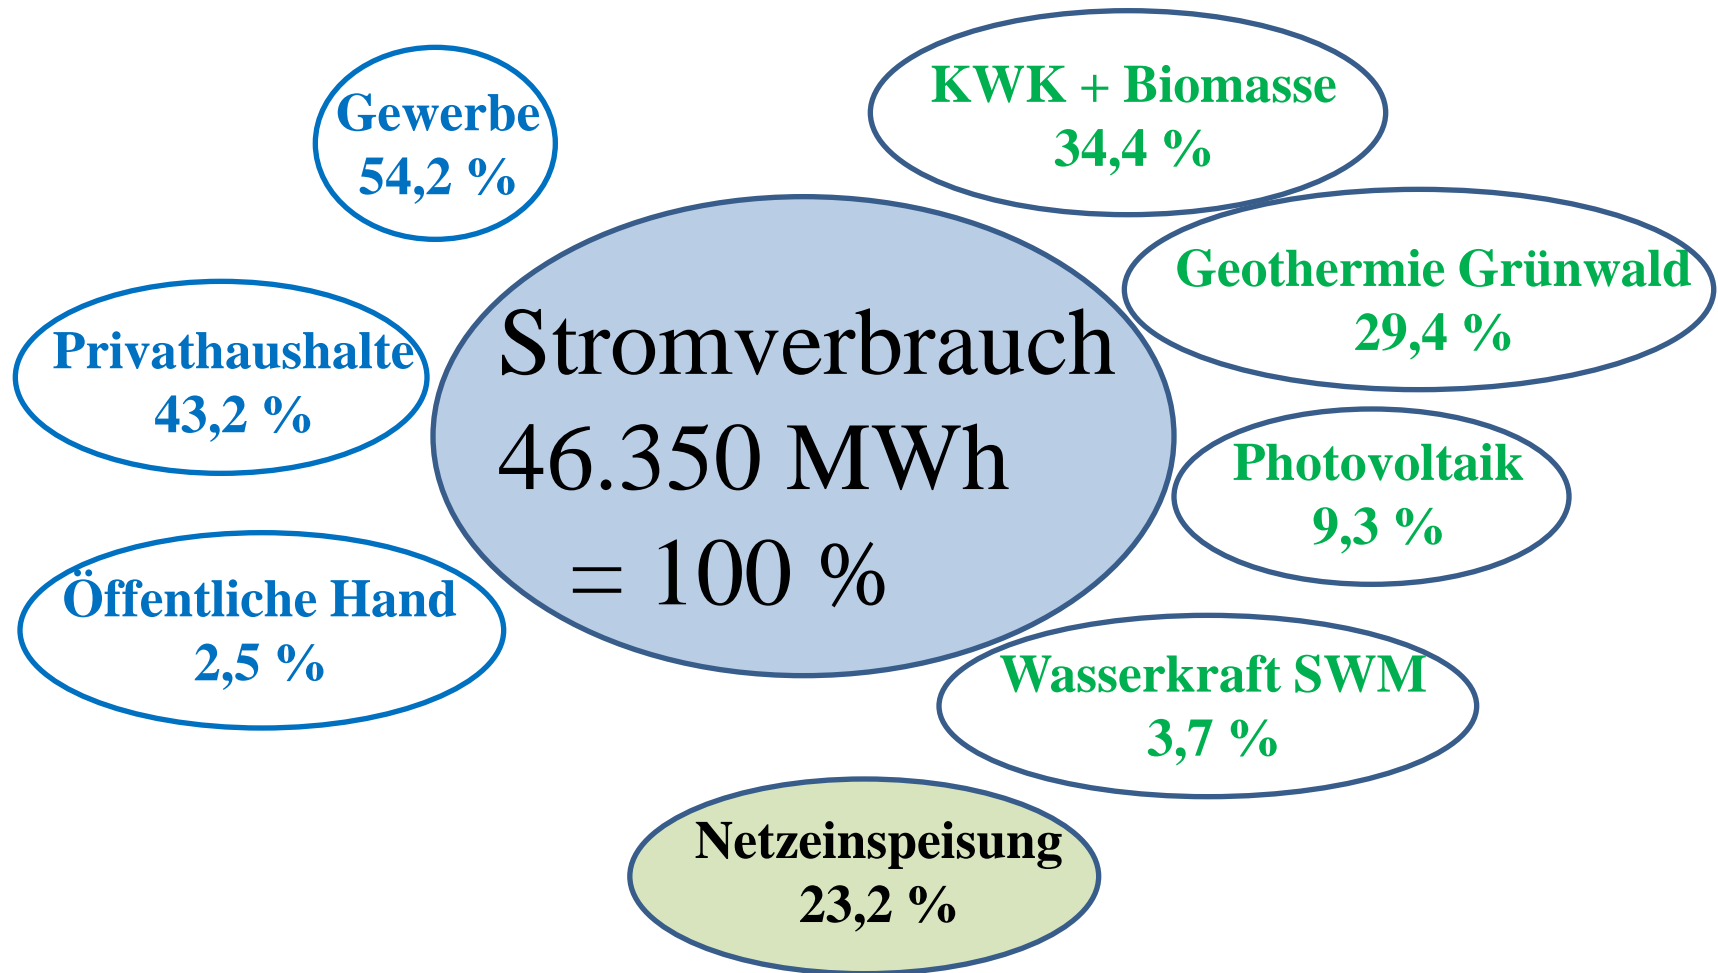 Gewerbe
54,2 %
Privathaushalte
43,2 %
Öffentliche Hand
2,5 %
Stromverbrauch
46.350 MWh
= 100 %
KWK + Biomasse
34,4 %
Geothermie Grünwald
29,4 %
Photovoltaik
9,3 %
Wasserkraft SWM
3,7 %
Netzeinspeisung
23,2 %